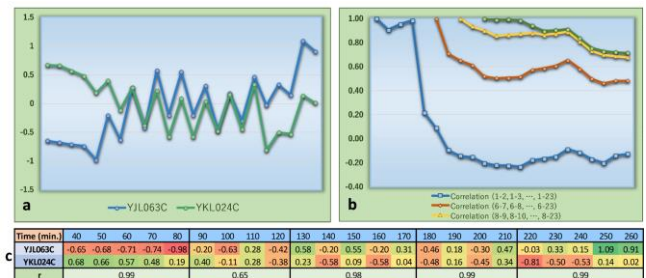 1.5
1
0.5
0
-0.5
-1
-1.5
a
YJL063C YKL024C
1.00
0.80
0.60
0.40
0.20
0.00
-0.20
-0.40
b
Correlation (1-2,1-3, ---, 1-23)
Correlation (6-7,6-8, ---, 6-23)
Correlation (8-9,8-10, ---, 8-23)
c
Time (min.) 40 50 60 70 80 90 100 110 120 130 140 150 160 170 180 190 200 210 220 230 240 250 260
YJL063C -0.65 -0.68 -0.71 -0.74 -0.98 -0.20 -0.63 0.28 -0.42 0.58 -0.20 0.55 -0.20 0.31 -0.46 0.18 -0.30 0.47 -0.03 0.33 0.15 1.09 0.91
YKL024C 0.68 0.66 0.57 0.48 0.19 0.40 -0.11 0.28 -0.38 0.23 -0.58 0.09 -0.58 0.04 -0.48 0.16 -0.45 0.34 -0.81 -0.50 -0.53 0.14 0.02
r 0.99 0.65 0.98 0.99 0.99